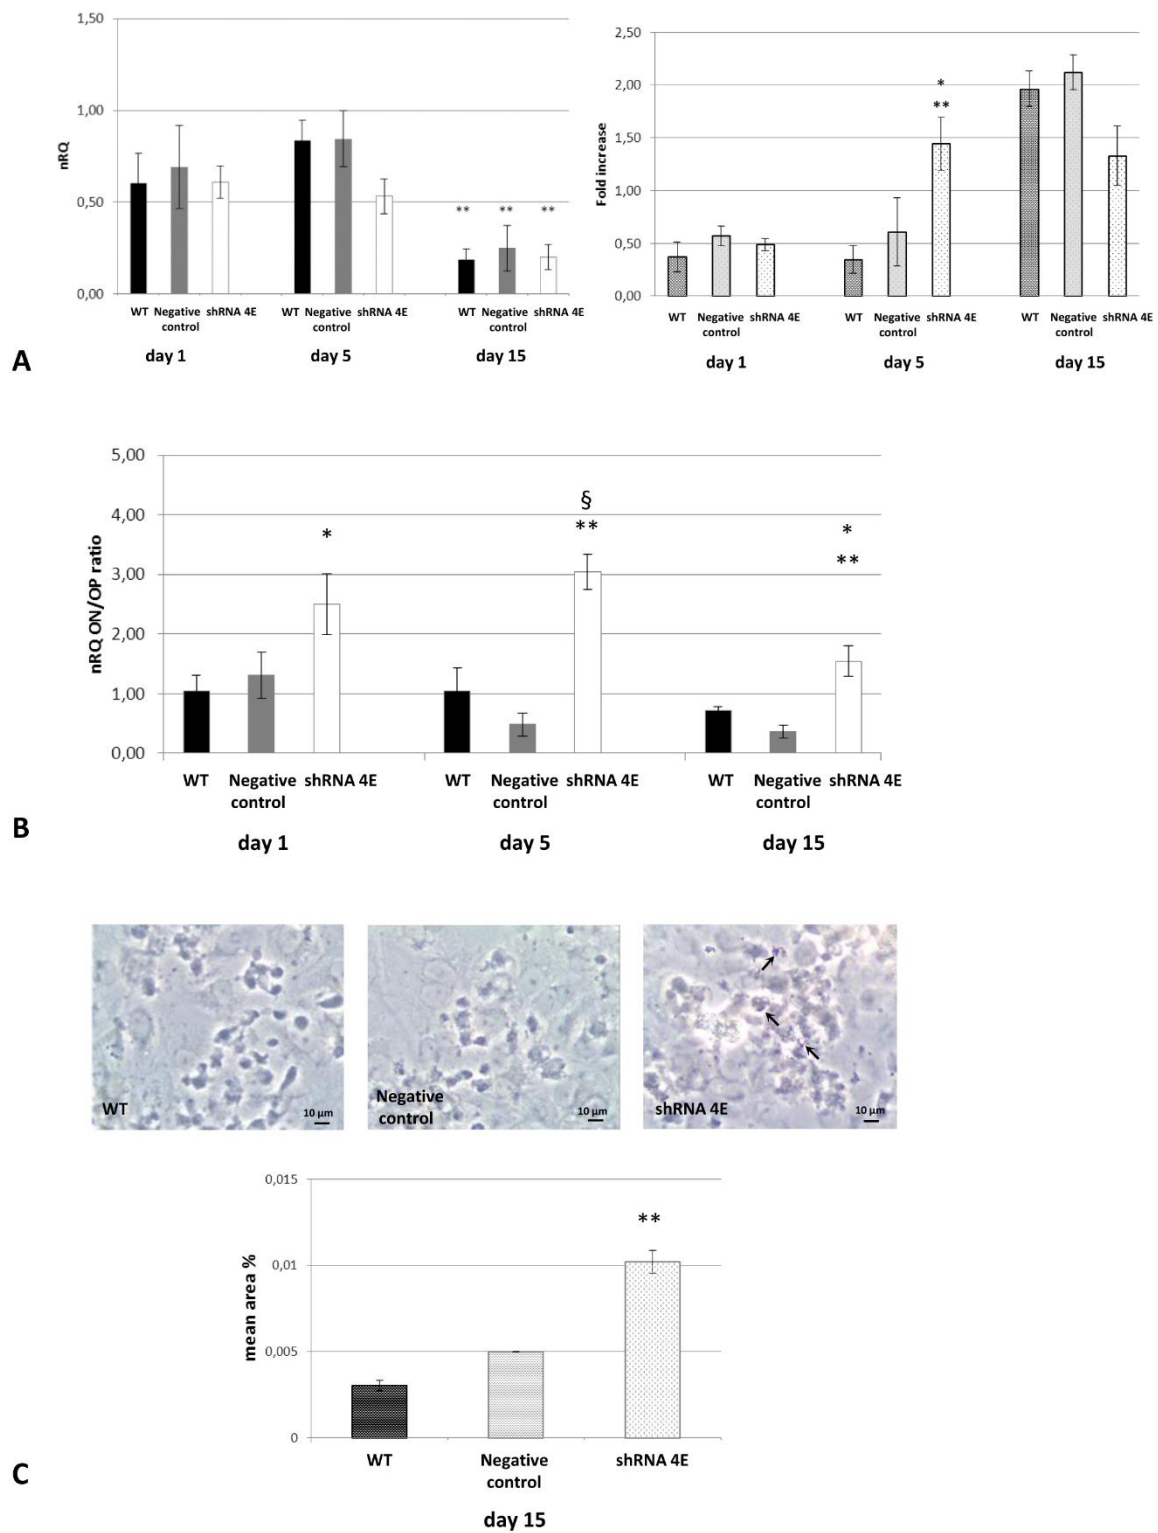 1,50
1,00
0,50
0,00
nRQ
** ** **
WT Negative control shRNA 4E
WT Negative control shRNA 4E
WT Negative control shRNA 4E
day 1 day 5 day 15
2,50
2,00
1,50
1,00
0,50
0,00
Fold increase
*
**
WT Negative control shRNA 4E
WT Negative control shRNA 4E
WT Negative control shRNA 4E
day 1 day 5 day 15
A
5,00
4,00
3,00
2,00
1,00
0,00
nRQ ON/OP ratio
*
§
**
*
**
WT Negative control shRNA 4E
WT Negative control shRNA 4E
WT Negative control shRNA 4E
day 1 day 5 day 15
B
WT
10 µm
Negative
control
10 µm
shRNA 4E
10 µm
0,015
0,01
0,005
0
mean area %
**
WT Negative control shRNA 4E
day 15
C